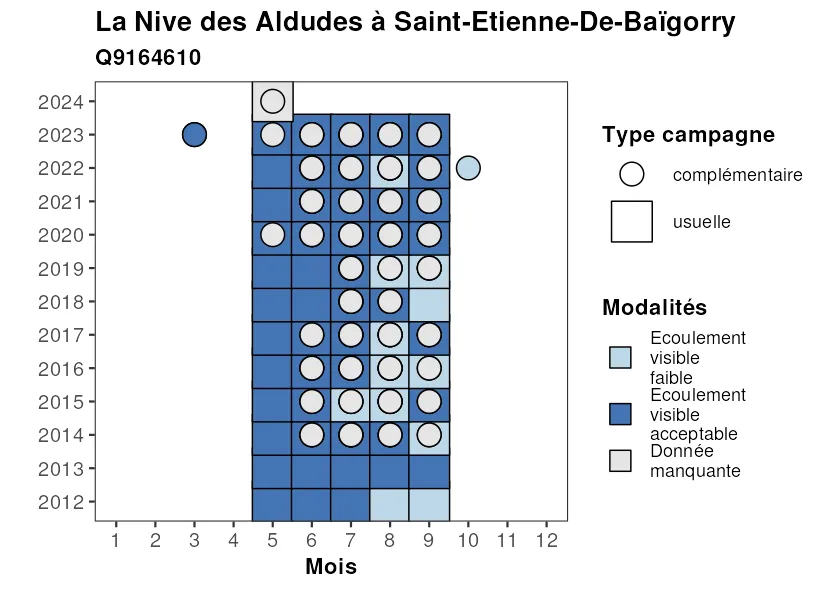 La Nive des Aldudes à Saint-Etienne-De-Baïgorry
Q9164610
2024
2023
2022
2021
2020
2019
2018
2017
2016
2015
2014
2013
2012
1 2 3 4 5 6 7 8 9 10 11 12
Mois
Type campagne
complémentaire
usuelle
Modalités
Ecoulement
visible
faible
Ecoulement
visible
acceptable
Donnée
manquante